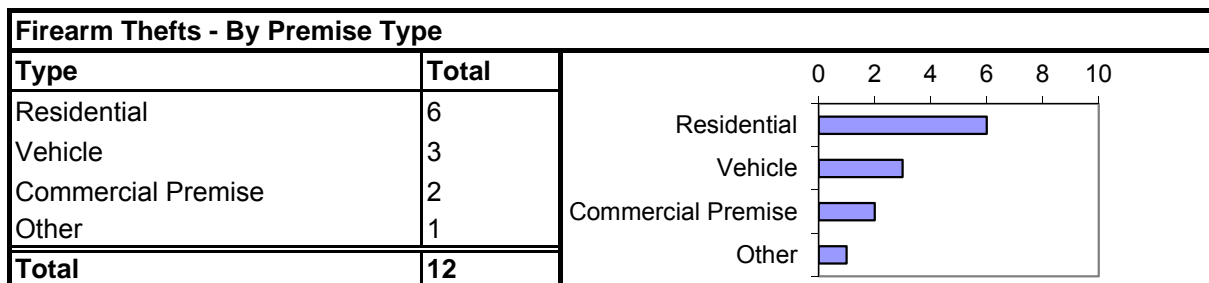 Firearm Thefts - By Premise Type
Type Total
Residential 6
Vehicle 3
Commercial Premise 2
Other 1
Total 12
0 2 4 6 8 10
Residential
Vehicle
Commercial Premise
Other